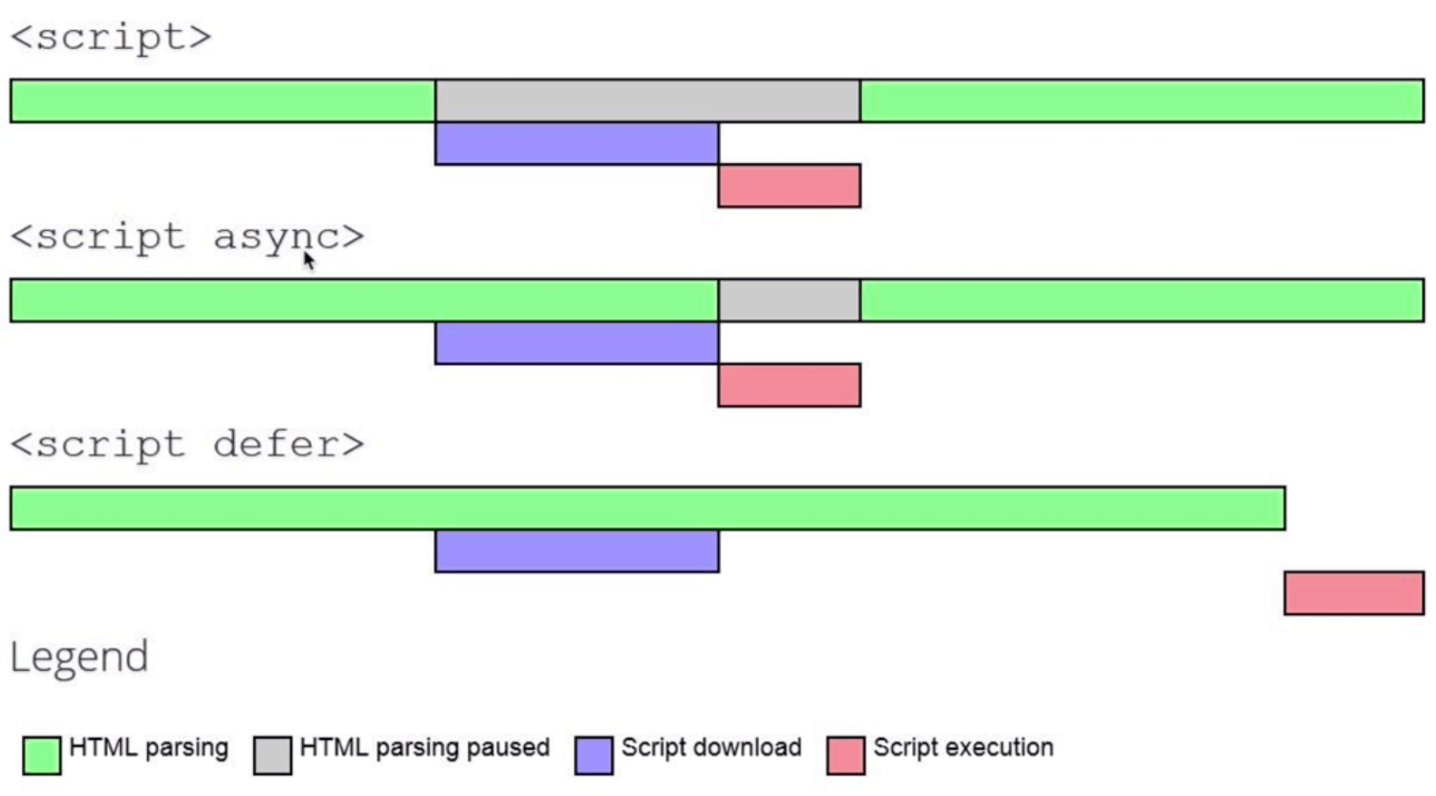 <script>
<script async>
<script defer>
Legend
HTML parsing HTML parsing paused Script download Script execution